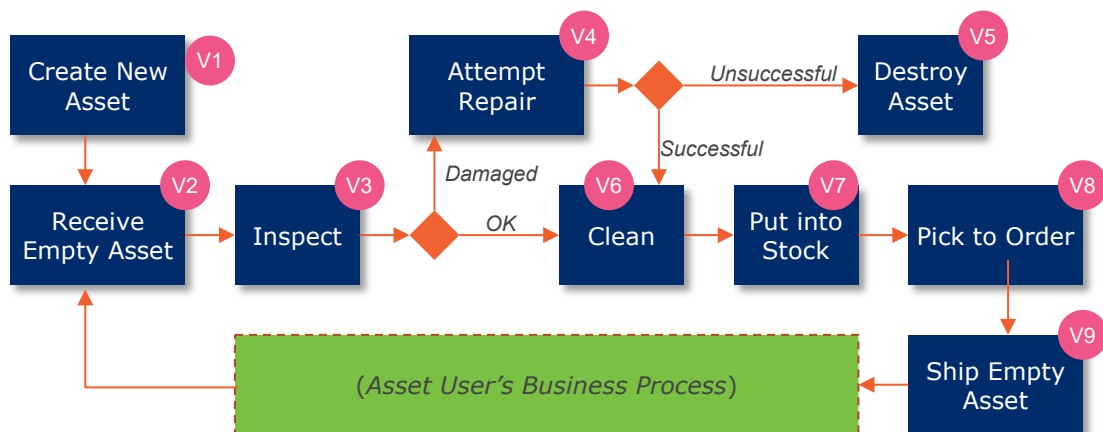 Create New
Asset
V1
Attempt
Repair
V4
Unsuccessful
Destroy
Asset
V5
Damaged
Successful
Receive
Empty Asset
V2
Inspect
V3
OK
Clean
V6
Put into
Stock
V7
Pick to Order
V8
(Asset User's Business Process)
Ship Empty
Asset
V9